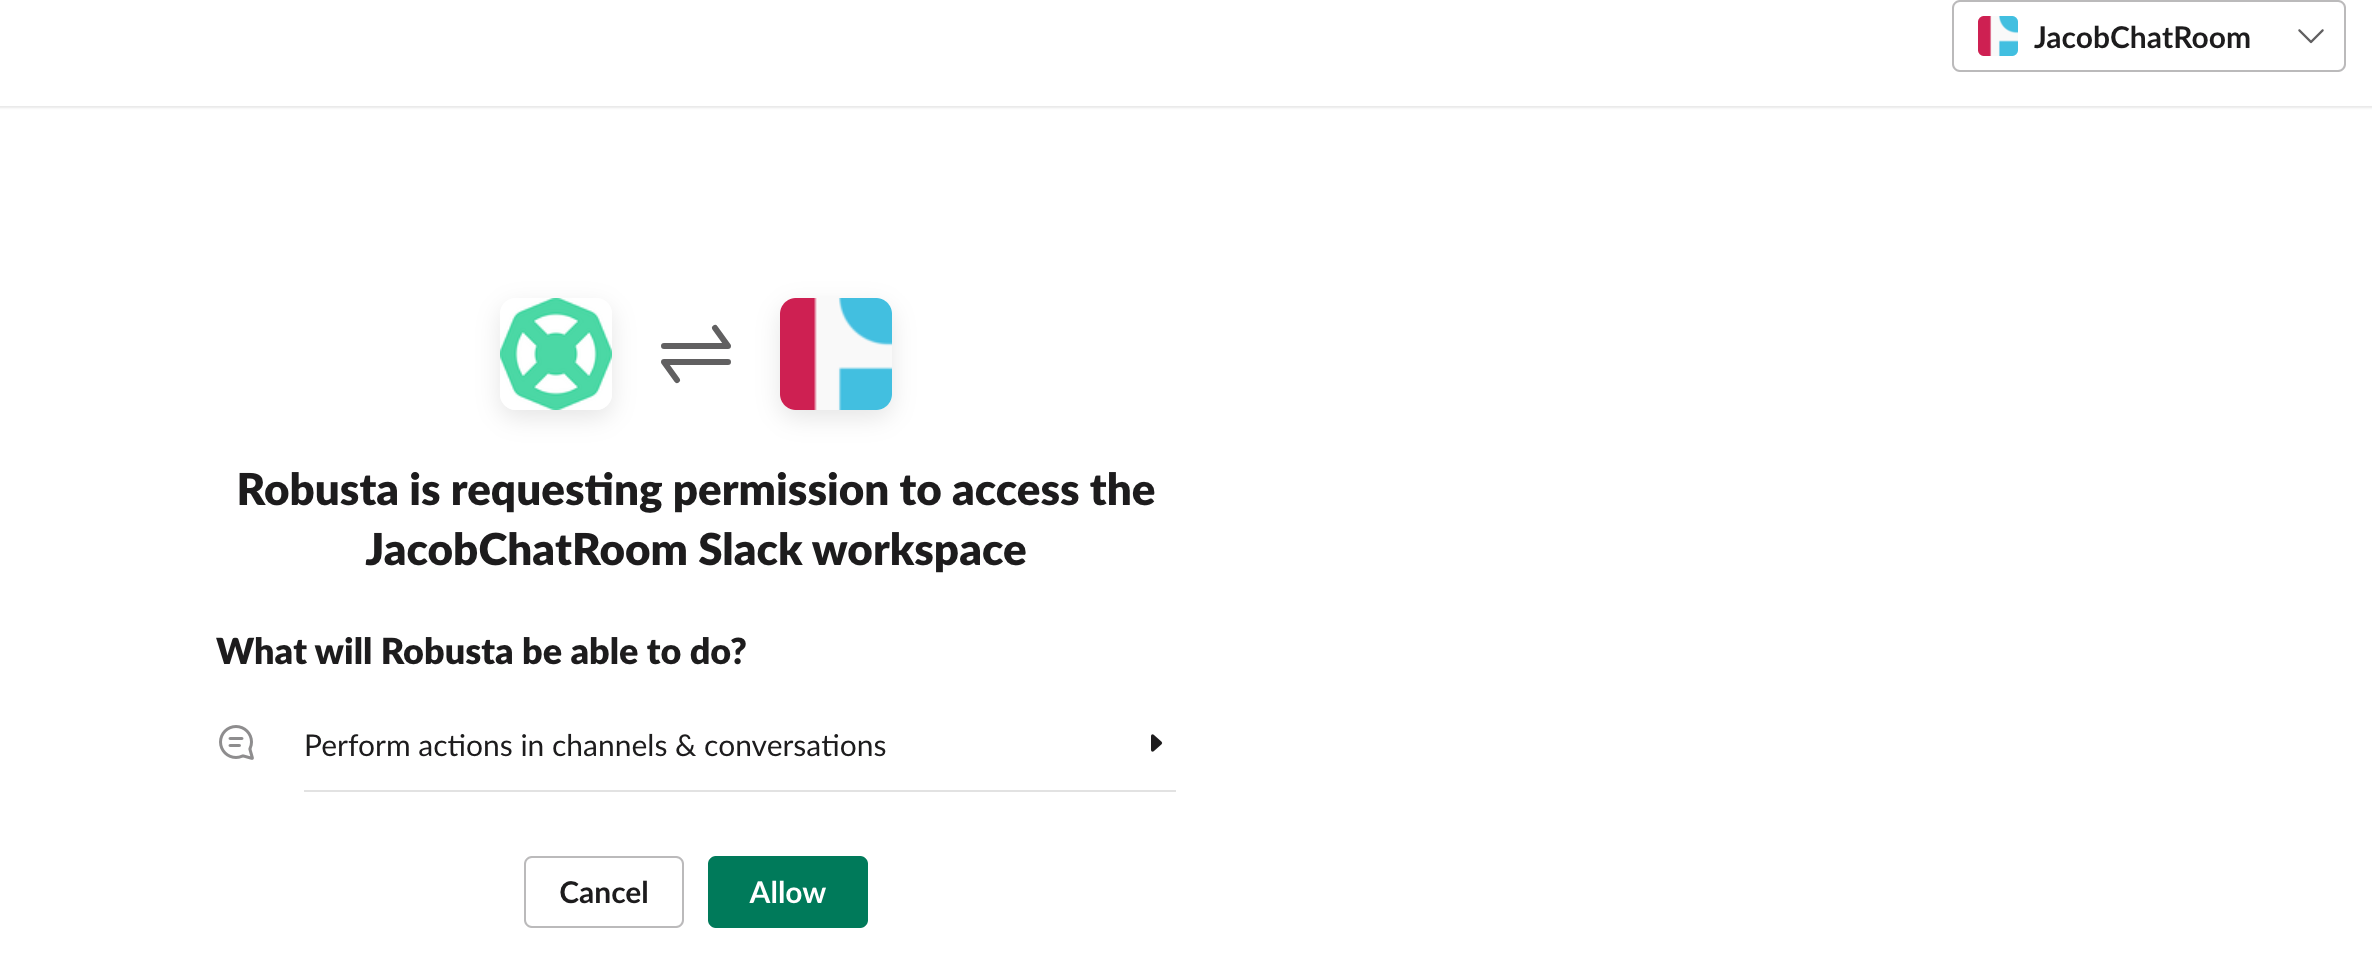 JacobChatRoom
Robusta is requesting permission to access the
JacobChatRoom Slack workspace
What will Robusta be able to do?
Perform actions in channels & conversations
Cancel
Allow